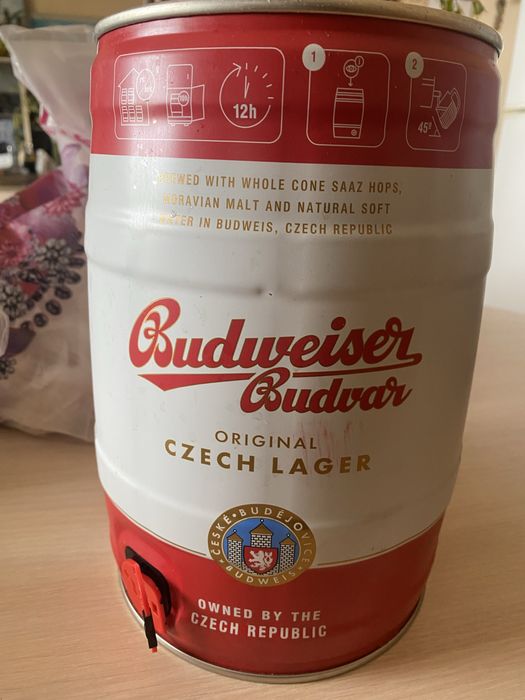 12h
1
2
45°
BREWED WITH WHOLE CONE SAAZ HOPS,
MORAVIAN MALT AND NATURAL SOFT
WATER IN BUDWEIS, CZECH REPUBLIC
Budweiser
Budvar
ORIGINAL
CZECH LAGER
ČESKÉ • BUDĚJOVICE
BUDWEIS
OWNED BY THE
CZECH REPUBLIC